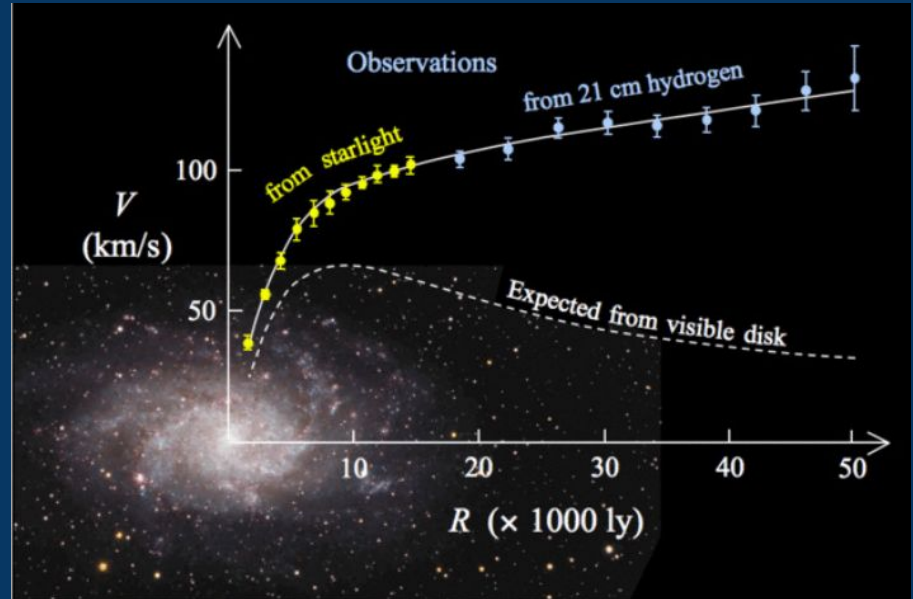 Observations
from 21 cm hydrogen
from starlight
100
V
(km/s)
50
Expected from visible disk
10
20
30
40
50
R (× 1000 ly)